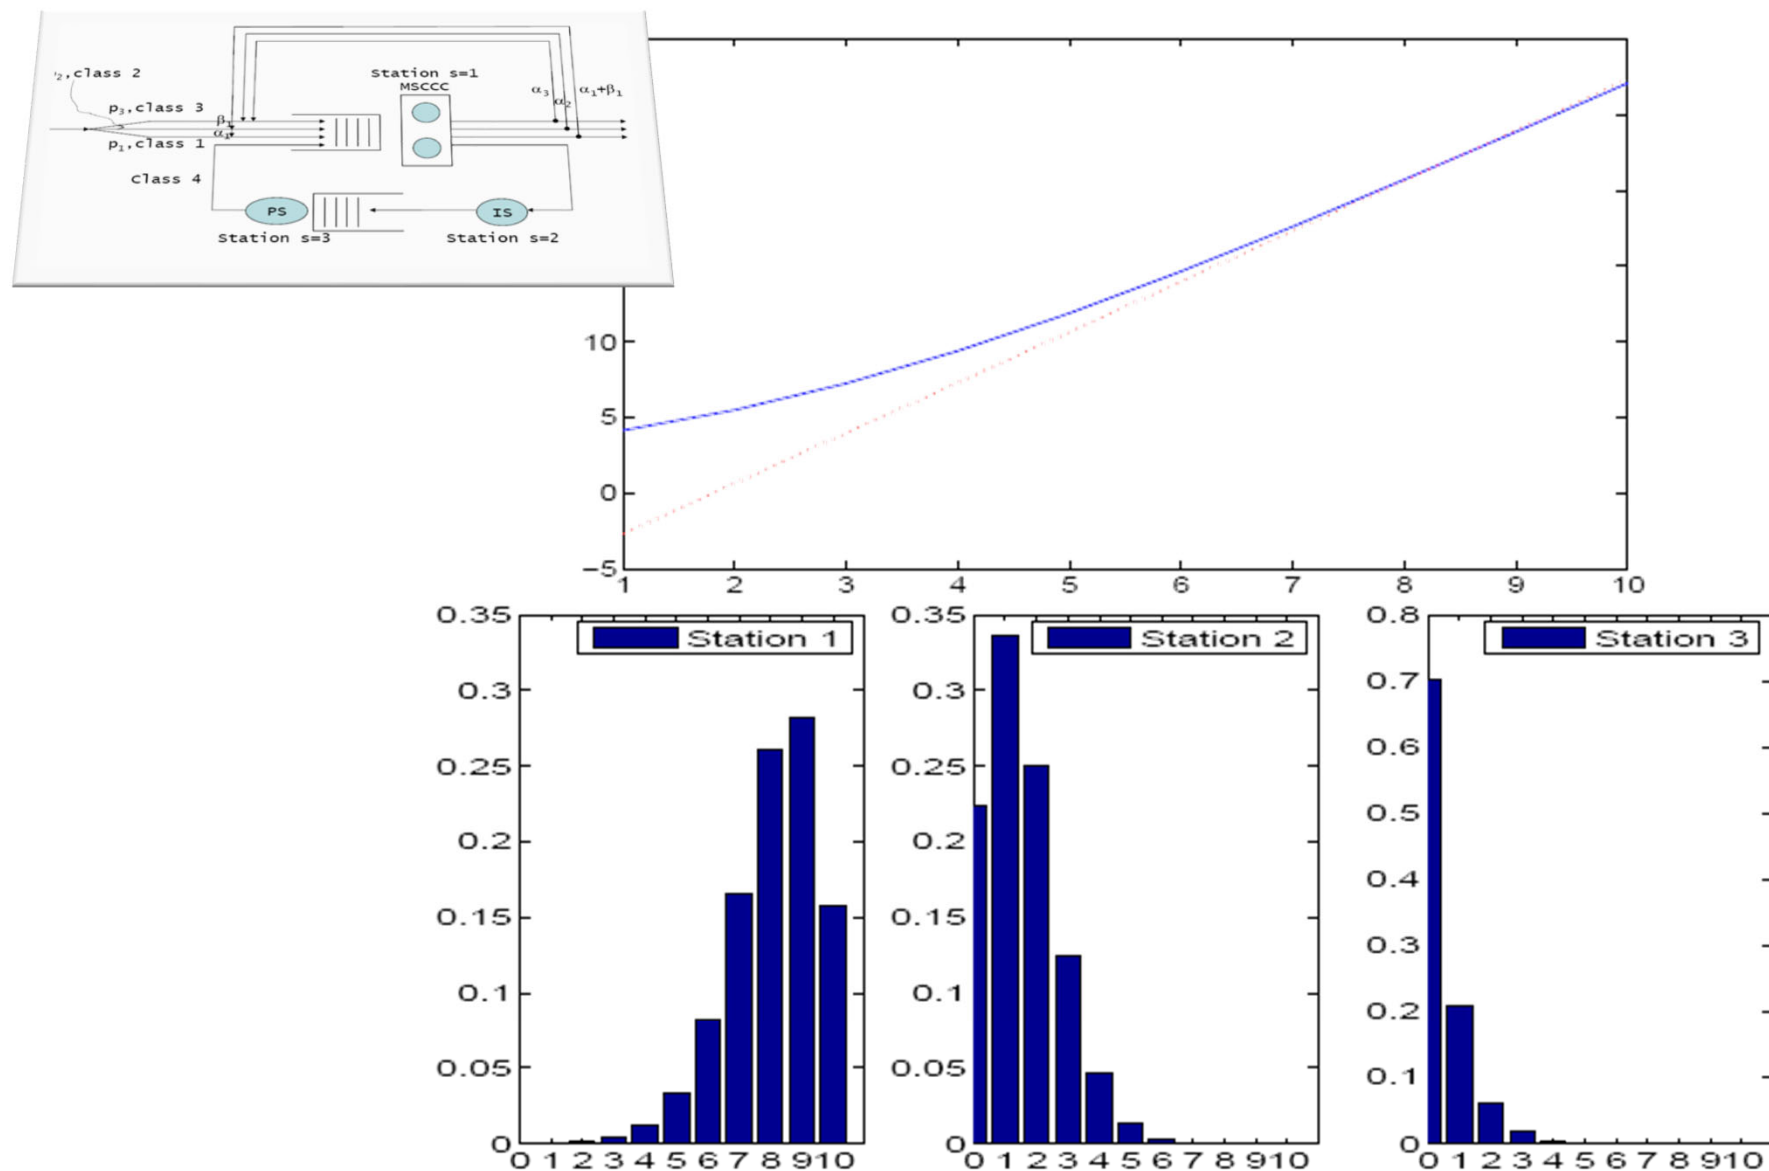 ₂,class 2
Station s=1
MSCCC
p₃,class 3
α₃
α₂
α₁+β₁
β₁
α₁
p₁,class 1
Class 4
PS
IS
Station s=3
Station s=2
10
5
0
−5
1 2 3 4 5 6 7 8 9 10
0.35
0.3
0.25
0.2
0.15
0.1
0.05
0
Station 1
0 1 2 3 4 5 6 7 8 9 10
0.35
0.3
0.25
0.2
0.15
0.1
0.05
0
Station 2
0 1 2 3 4 5 6 7 8 9 10
0.8
0.7
0.6
0.5
0.4
0.3
0.2
0.1
0
Station 3
0 1 2 3 4 5 6 7 8 9 10